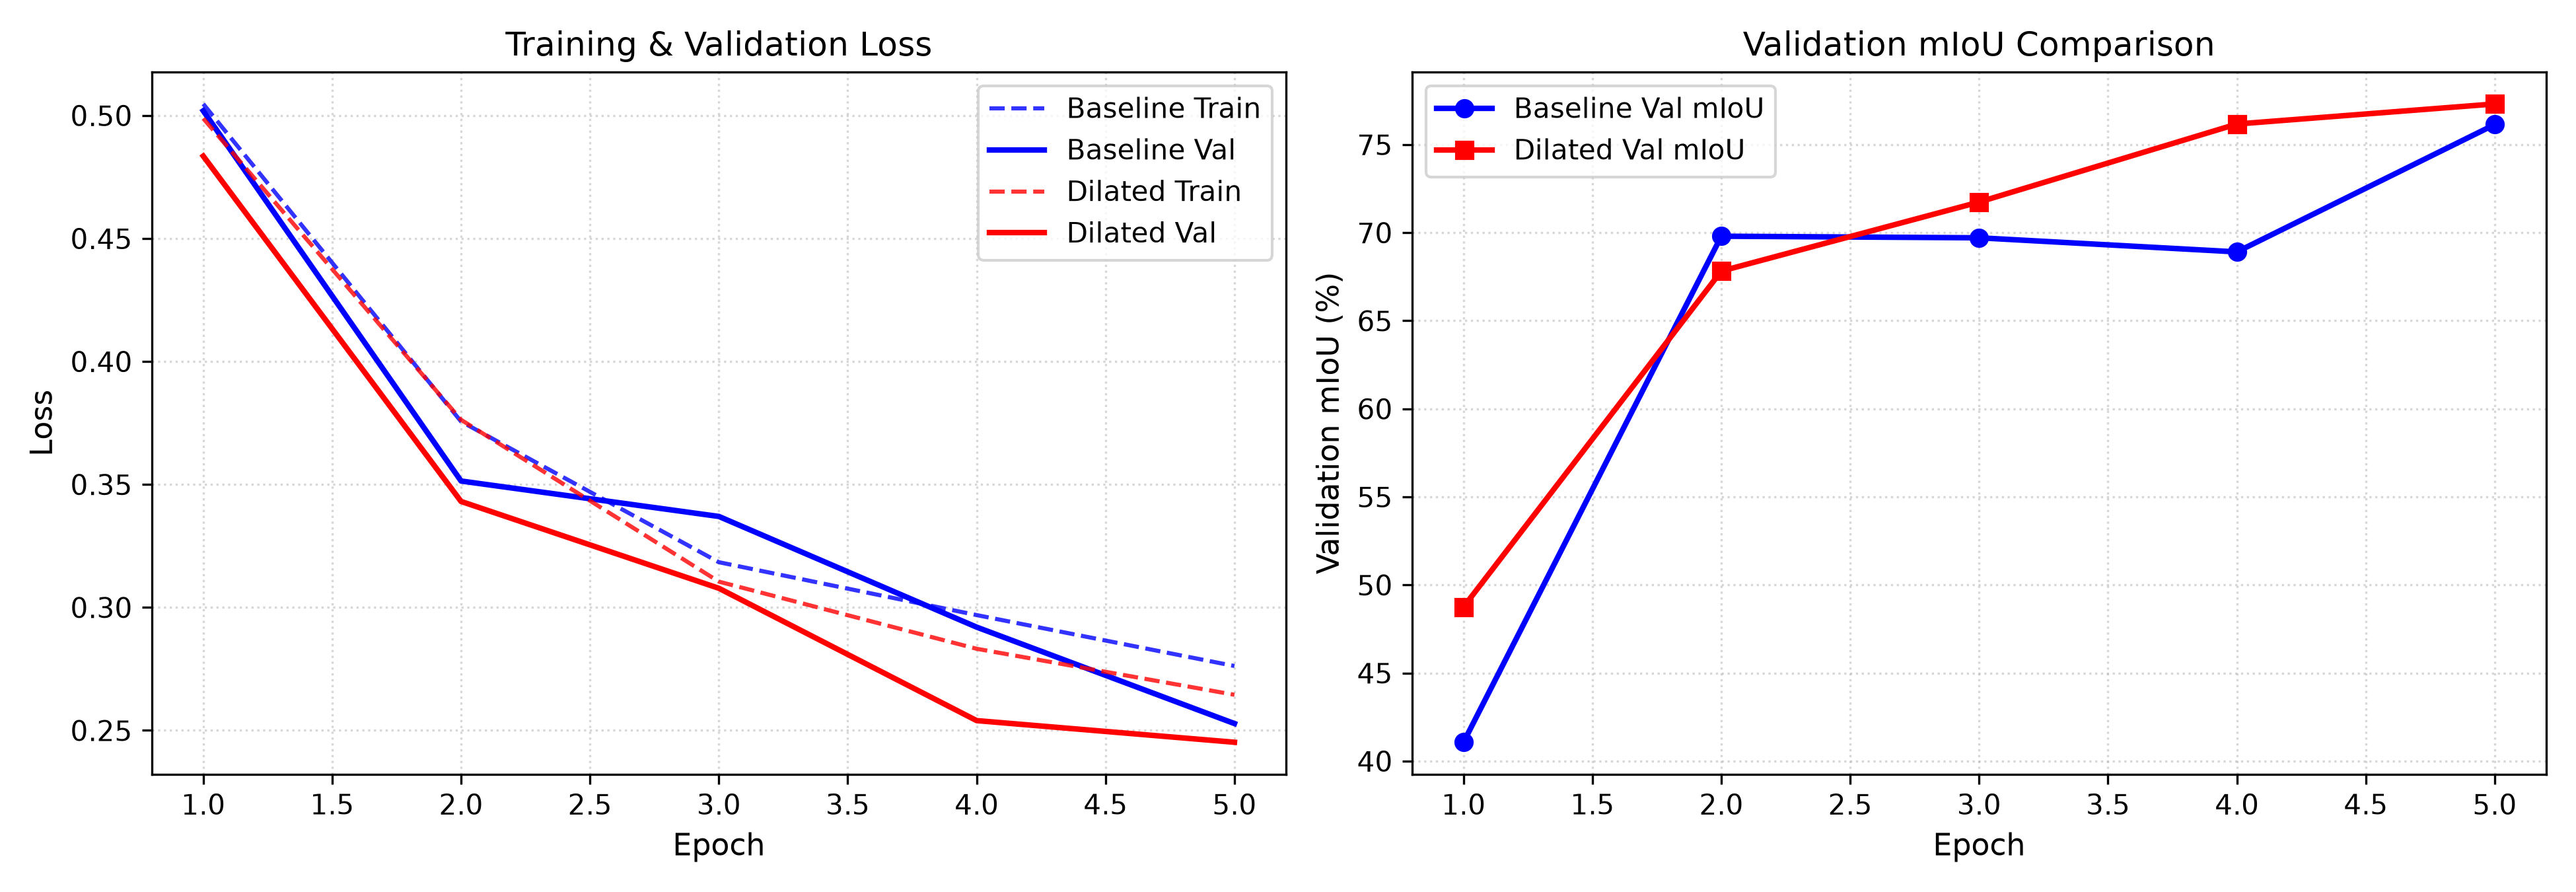 Training & Validation Loss
Loss
0.50
0.45
0.40
0.35
0.30
0.25
1.0 1.5 2.0 2.5 3.0 3.5 4.0 4.5 5.0
Epoch
Baseline Train
Baseline Val
Dilated Train
Dilated Val
Validation mIoU Comparison
Validation mIoU (%)
75
70
65
60
55
50
45
40
1.0 1.5 2.0 2.5 3.0 3.5 4.0 4.5 5.0
Epoch
Baseline Val mIoU
Dilated Val mIoU